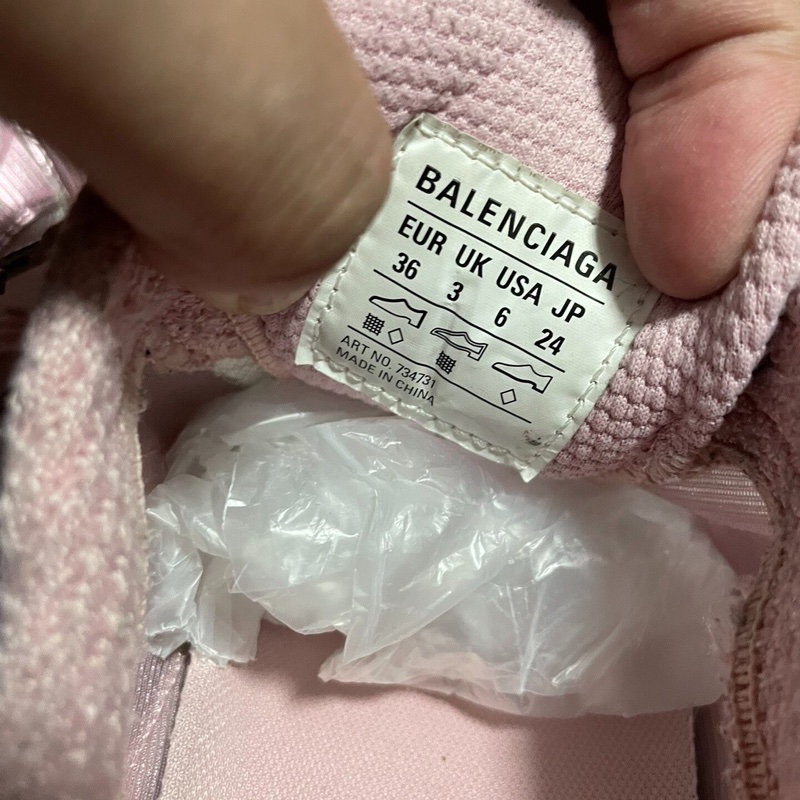 BALENCIAGA
EUR UK USA JP
36 3 6 24
ART NO. 734731
MADE IN CHINA